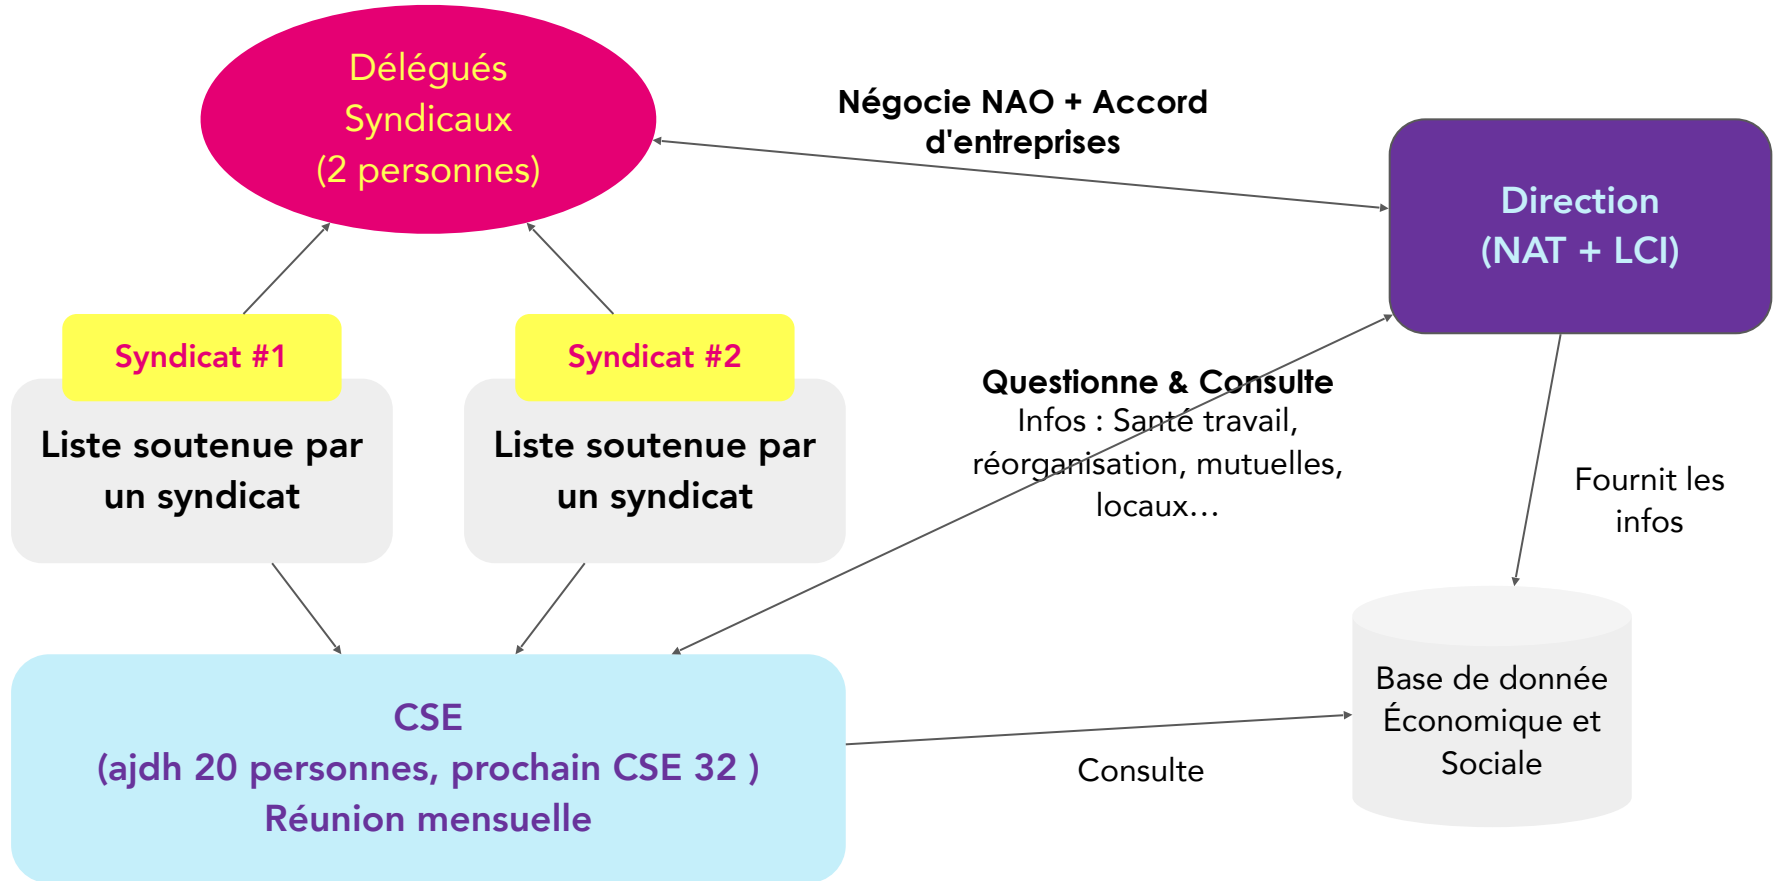 Délégués
Syndicaux
(2 personnes)
Négocie NAO + Accord
d'entreprises
Direction
(NAT + LCI)
Syndicat #1
Syndicat #2
Liste soutenue par
un syndicat
Liste soutenue par
un syndicat
Questionne & Consulte
Infos : Santé travail,
réorganisation, mutuelles,
locaux…
Fournit les
infos
CSE
(ajdh 20 personnes, prochain CSE 32 )
Réunion mensuelle
Consulte
Base de donnée
Économique et
Sociale